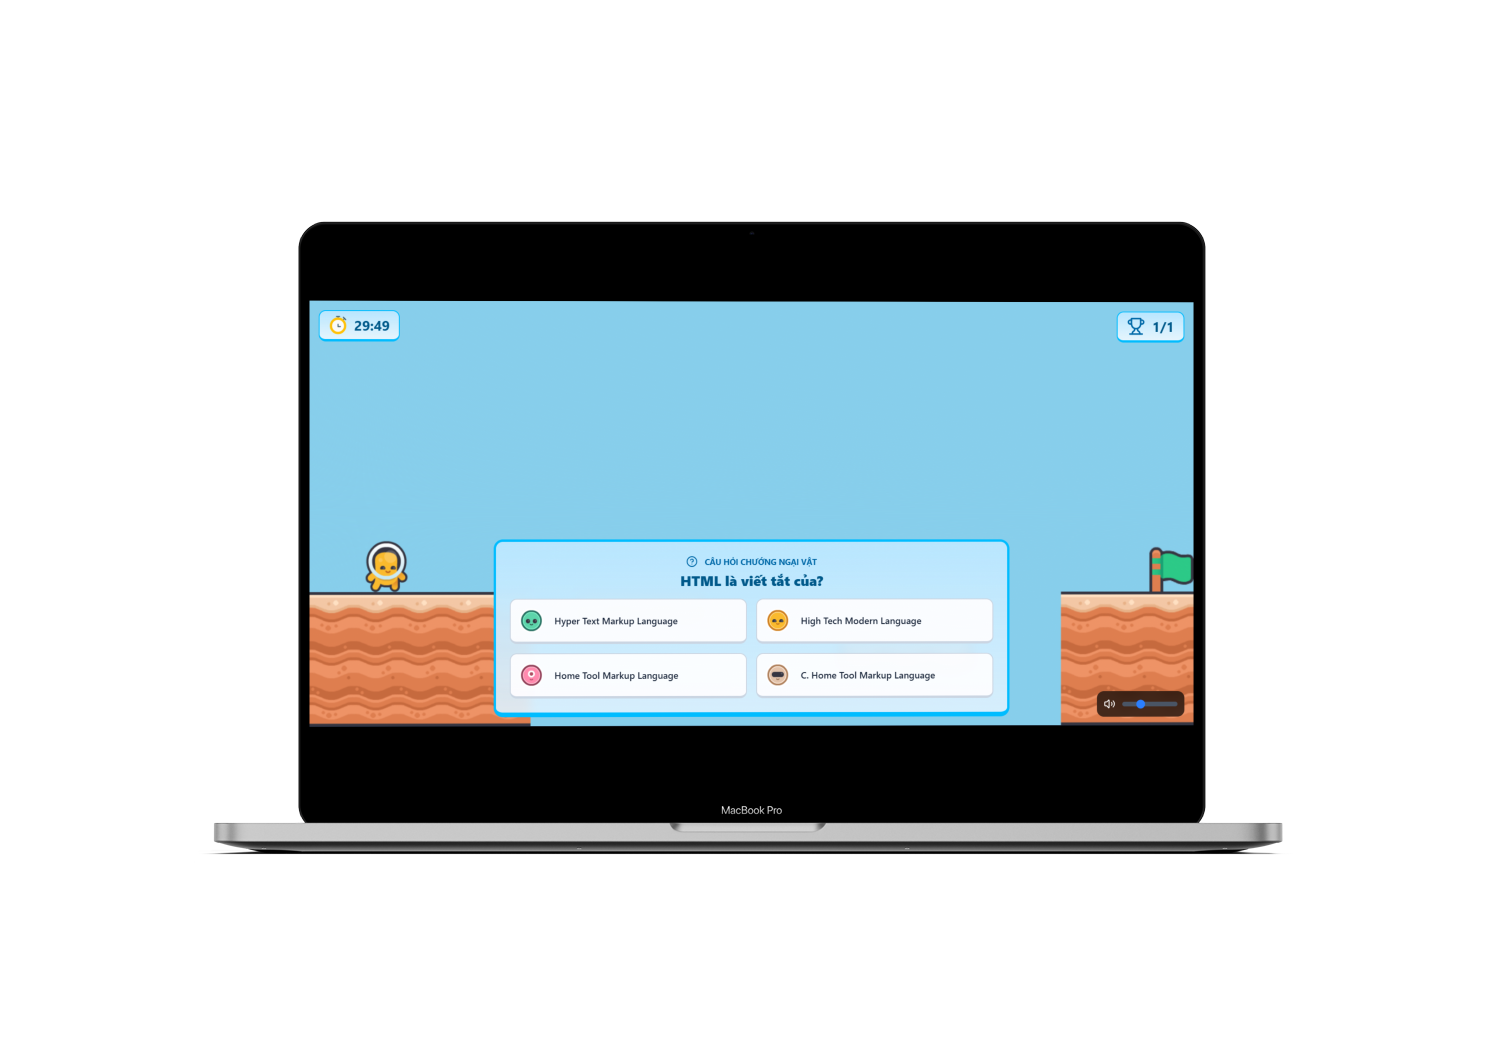 29:49
1/1
CÂU HỎI CHƯỚNG NGẠI VẬT
HTML là viết tắt của?
Hyper Text Markup Language
High Tech Modern Language
Home Tool Markup Language
C. Home Tool Markup Language
MacBook Pro